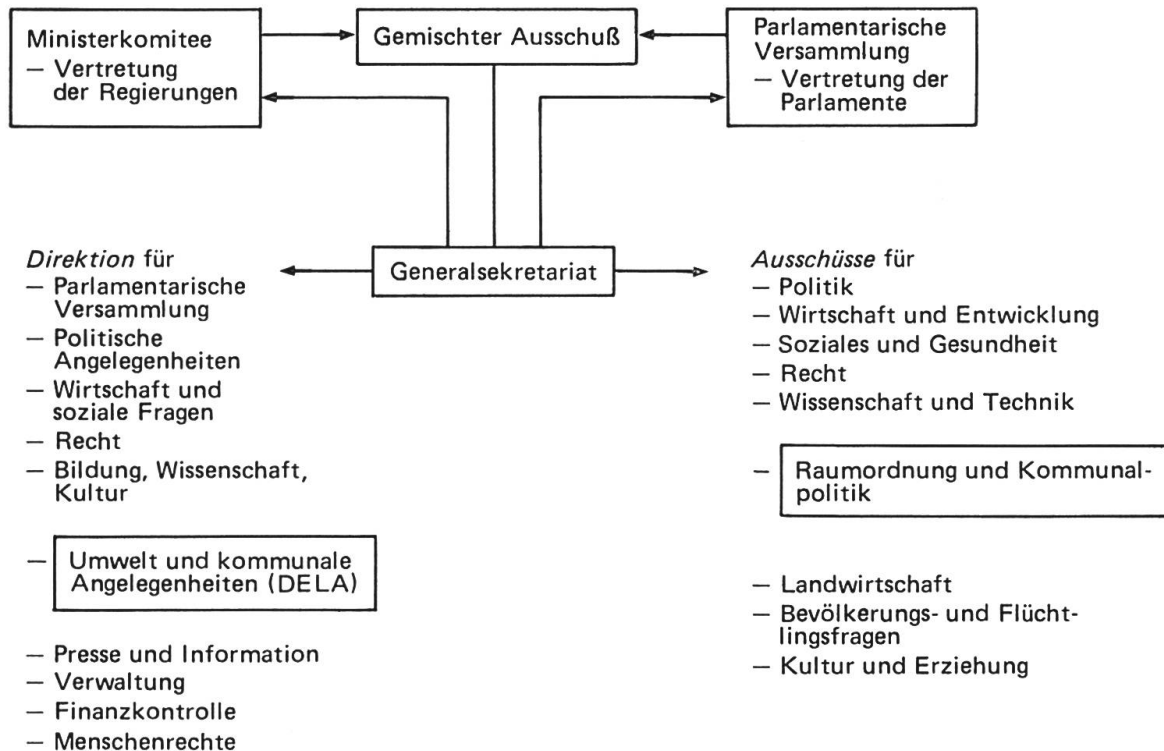 Ministerkomitee
– Vertretung
der Regierungen
Gemischter Ausschuß
Parlamentarische
Versammlung
– Vertretung der
Parlamente
Generalsekretariat
Direktion für
– Parlamentarische
Versammlung
– Politische
Angelegenheiten
– Wirtschaft und
soziale Fragen
– Recht
– Bildung, Wissenschaft,
Kultur
– Umwelt und kommunale
Angelegenheiten (DELA)
– Presse und Information
– Verwaltung
– Finanzkontrolle
– Menschenrechte
Ausschüsse für
– Politik
– Wirtschaft und Entwicklung
– Soziales und Gesundheit
– Recht
– Wissenschaft und Technik
– Raumordnung und Kommunal-
politik
– Landwirtschaft
– Bevölkerungs- und Flücht-
lingsfragen
– Kultur und Erziehung